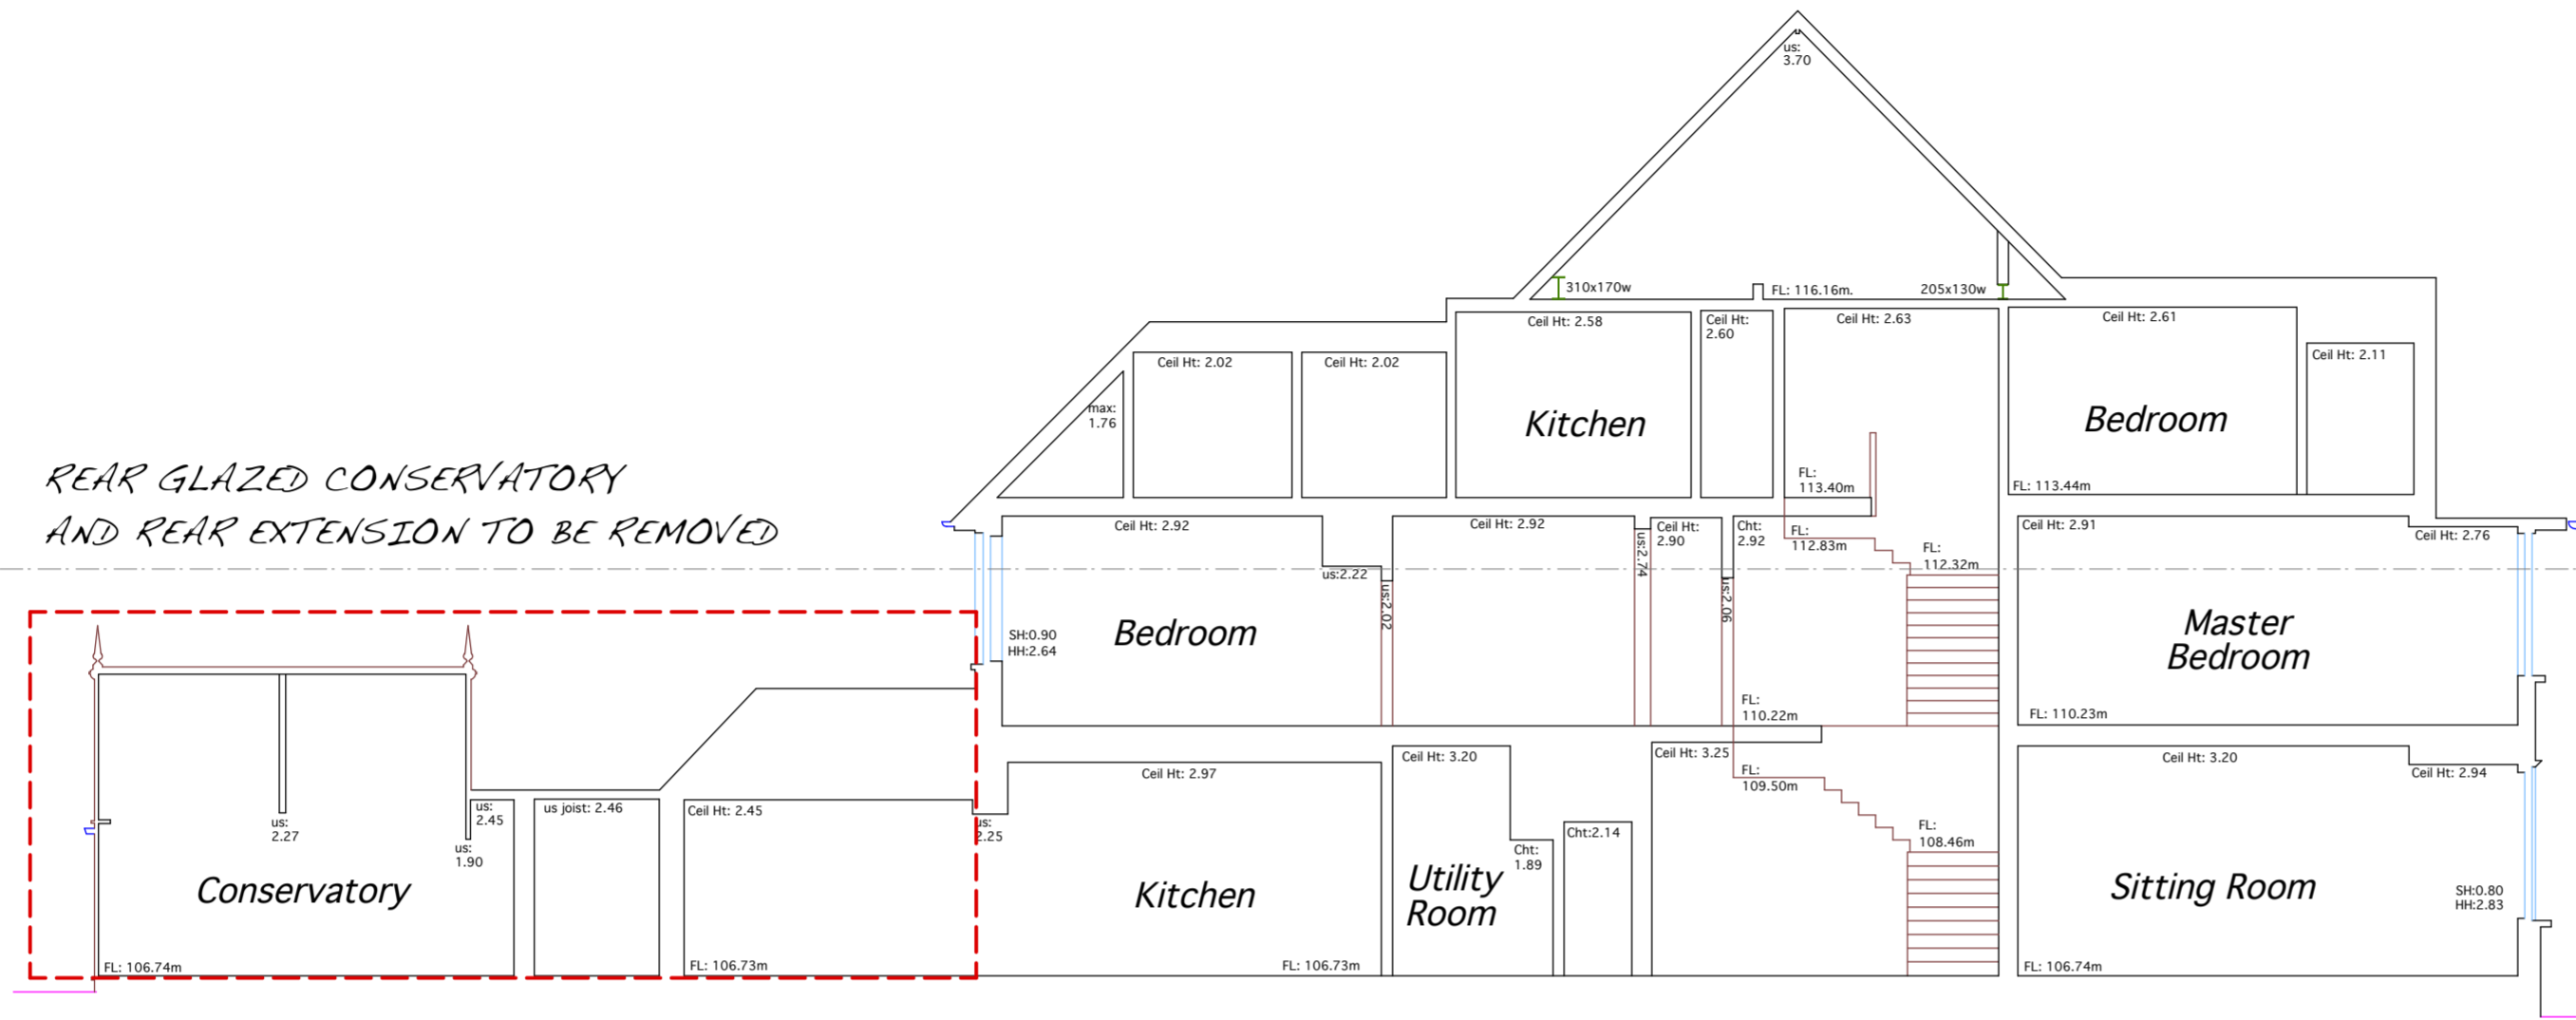 us:
3.70
310x170w
FL: 116.16m.
205x130w
Ceil Ht: 2.58
Ceil Ht:
2.60
Ceil Ht: 2.63
Ceil Ht: 2.61
Ceil Ht: 2.02
Ceil Ht: 2.02
Ceil Ht: 2.11
max:
1.76
Kitchen
Bedroom
FL:
113.40m
FL: 113.44m
REAR GLAZED CONSERVATORY
AND REAR EXTENSION TO BE REMOVED
Ceil Ht: 2.92
Ceil Ht: 2.92
Ceil Ht:
2.90
Cht:
2.92
FL:
112.83m
FL:
112.32m
Ceil Ht: 2.91
Ceil Ht: 2.76
us:2.22
us:2.02
us:2.74
us:2.06
SH:0.90
HH:2.64
Bedroom
Master
Bedroom
FL:
110.22m
FL: 110.23m
Ceil Ht: 2.97
Ceil Ht: 3.20
Ceil Ht: 3.25
Ceil Ht: 3.20
Ceil Ht: 2.94
FL:
109.50m
us:
2.27
us:
2.45
us:
1.90
us joist: 2.46
Ceil Ht: 2.45
us:
2.25
Cht:
1.89
Cht:2.14
FL:
108.46m
Conservatory
Kitchen
Utility
Room
Sitting Room
SH:0.80
HH:2.83
FL: 106.74m
FL: 106.73m
FL: 106.73m
FL: 106.74m